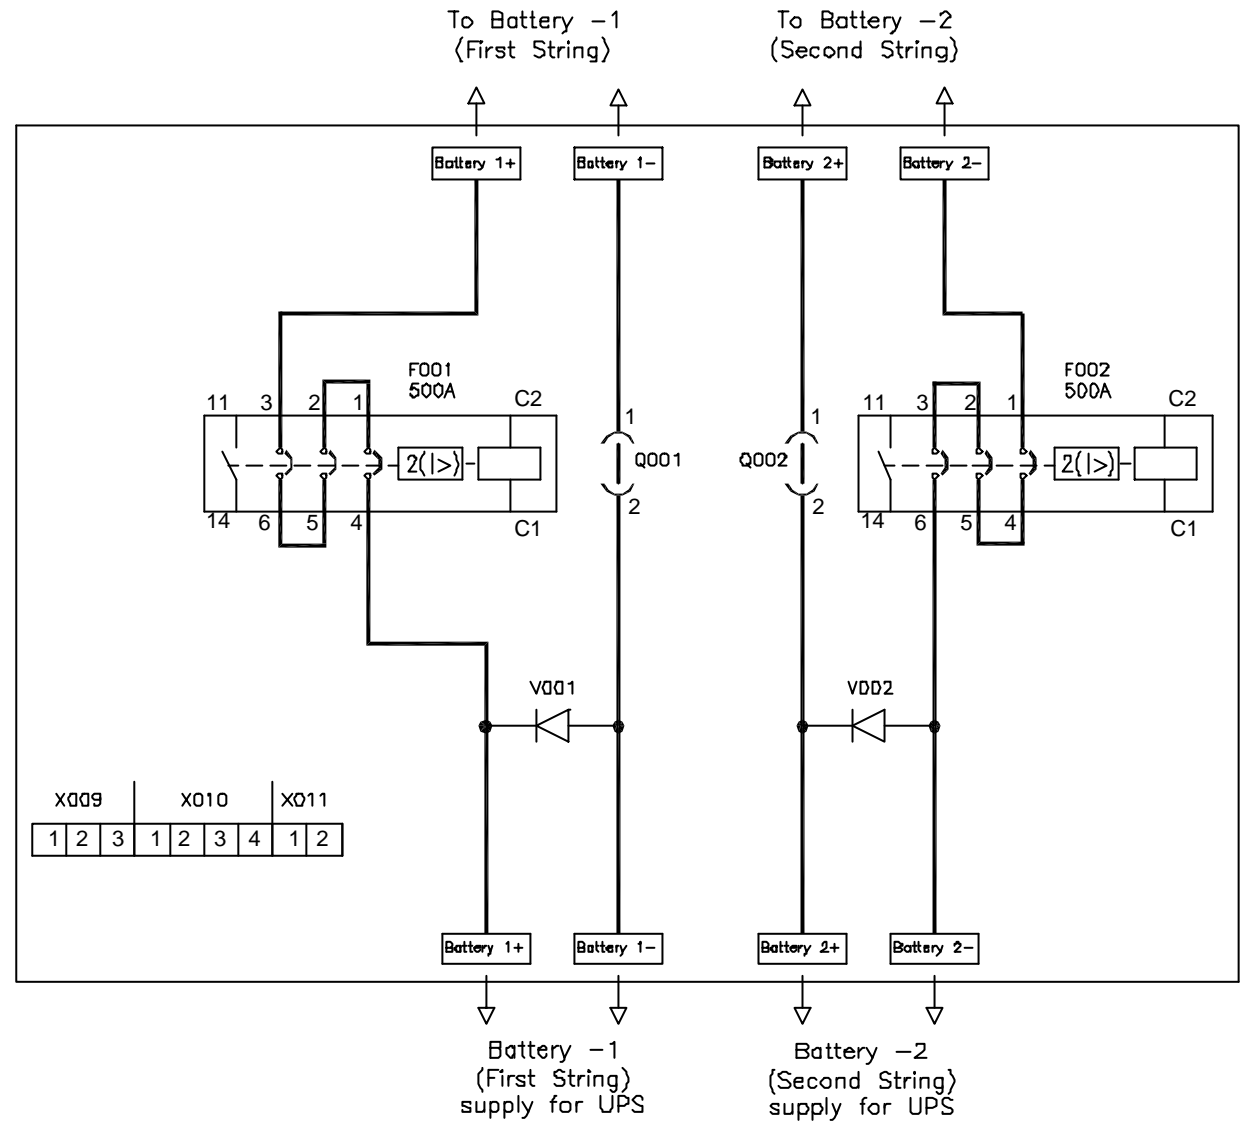 To Battery -1
(First String)
To Battery -2
(Second String)
Battery 1+
Battery 1-
Battery 2+
Battery 2-
F001
500A
11 3 2 1 C2
2(I>)
14 6 5 4 C1
1
Q001
2
1
Q002
2
F002
500A
11 3 2 1 C2
2(I>)
14 6 5 4 C1
V001
V002
X009 X010 X011
1 2 3 1 2 3 4 1 2
Battery 1+
Battery 1-
Battery 2+
Battery 2-
Battery -1
(First String)
supply for UPS
Battery -2
(Second String)
supply for UPS